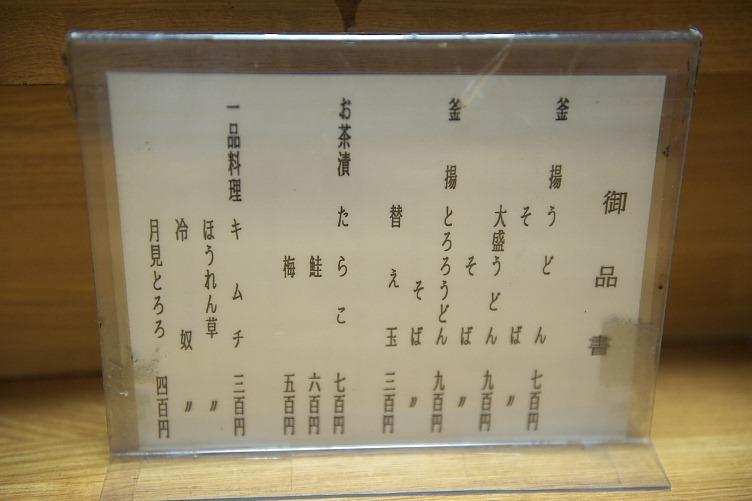 御品書
釜揚うどん 七百円
そば 〃
大盛うどん 九百円
そば 〃
釜揚とろろうどん 九百円
そば 〃
替え玉 三百円
お茶漬 たらこ 七百円
鮭 六百円
梅 五百円
一品料理 キムチ 三百円
ほうれん草 〃
冷奴 〃
月見とろろ 四百円